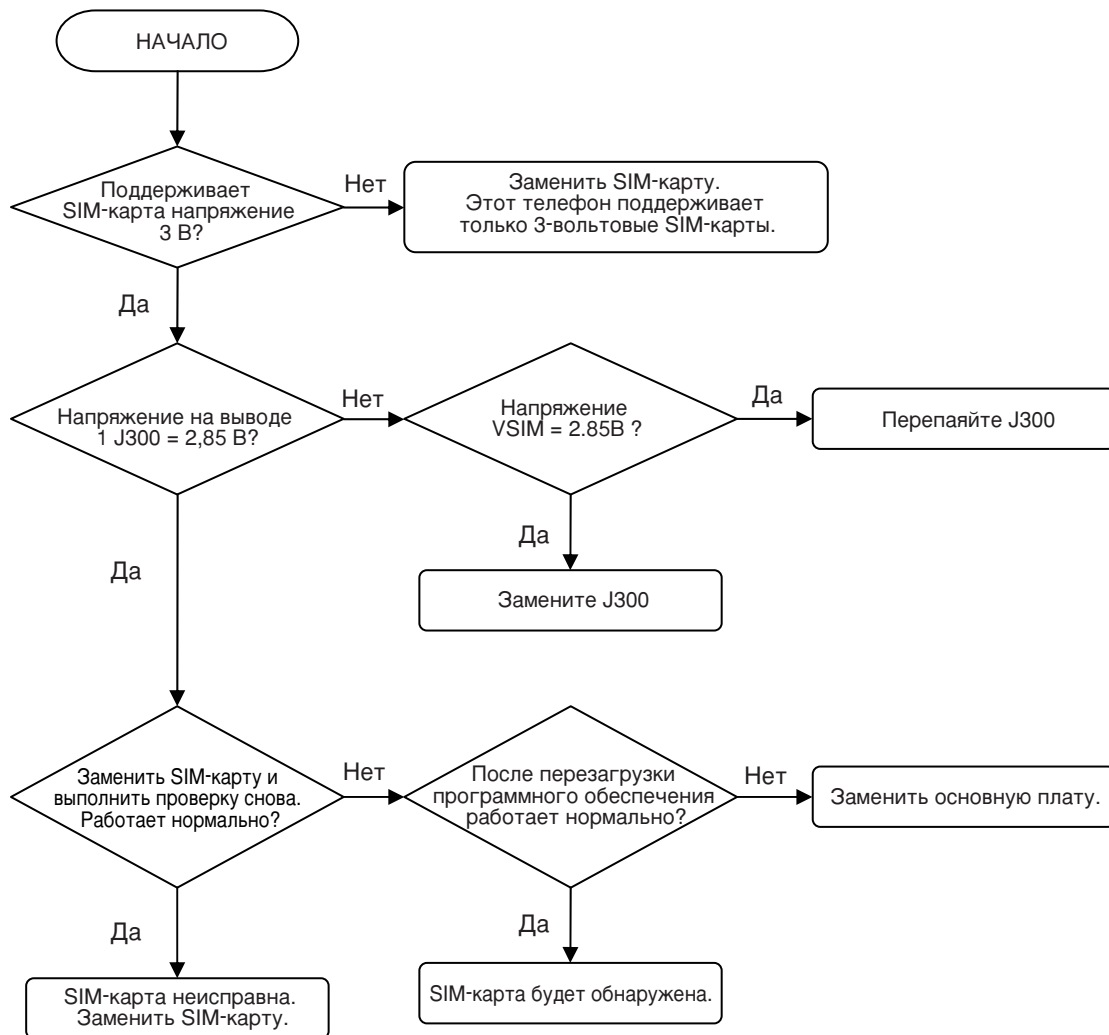 НАЧАЛО
Поддерживает
SIM-карта напряжение
3 В?
Нет
Заменить SIM-карту.
Этот телефон поддерживает
только 3-вольтовые SIM-карты.
Да
Напряжение на выводе
1 J300 = 2,85 В?
Нет
Напряжение
VSIM = 2.85В ?
Да
Перепаяйте J300
Да
Замените J300
Да
Заменить SIM-карту и
выполнить проверку снова.
Работает нормально?
Нет
После перезагрузки
программного обеспечения
работает нормально?
Нет
Заменить основную плату.
Да
SIM-карта неисправна.
Заменить SIM-карту.
Да
SIM-карта будет обнаружена.